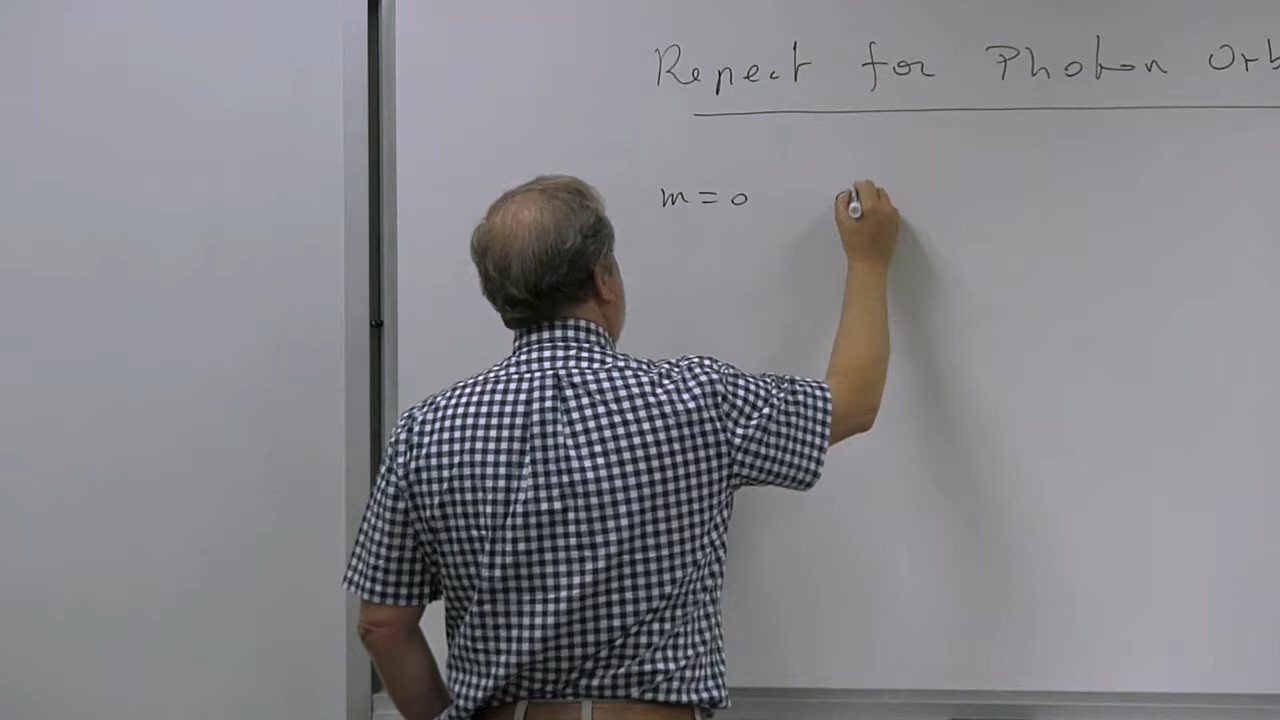 Repeat for Photon Orb
m = 0